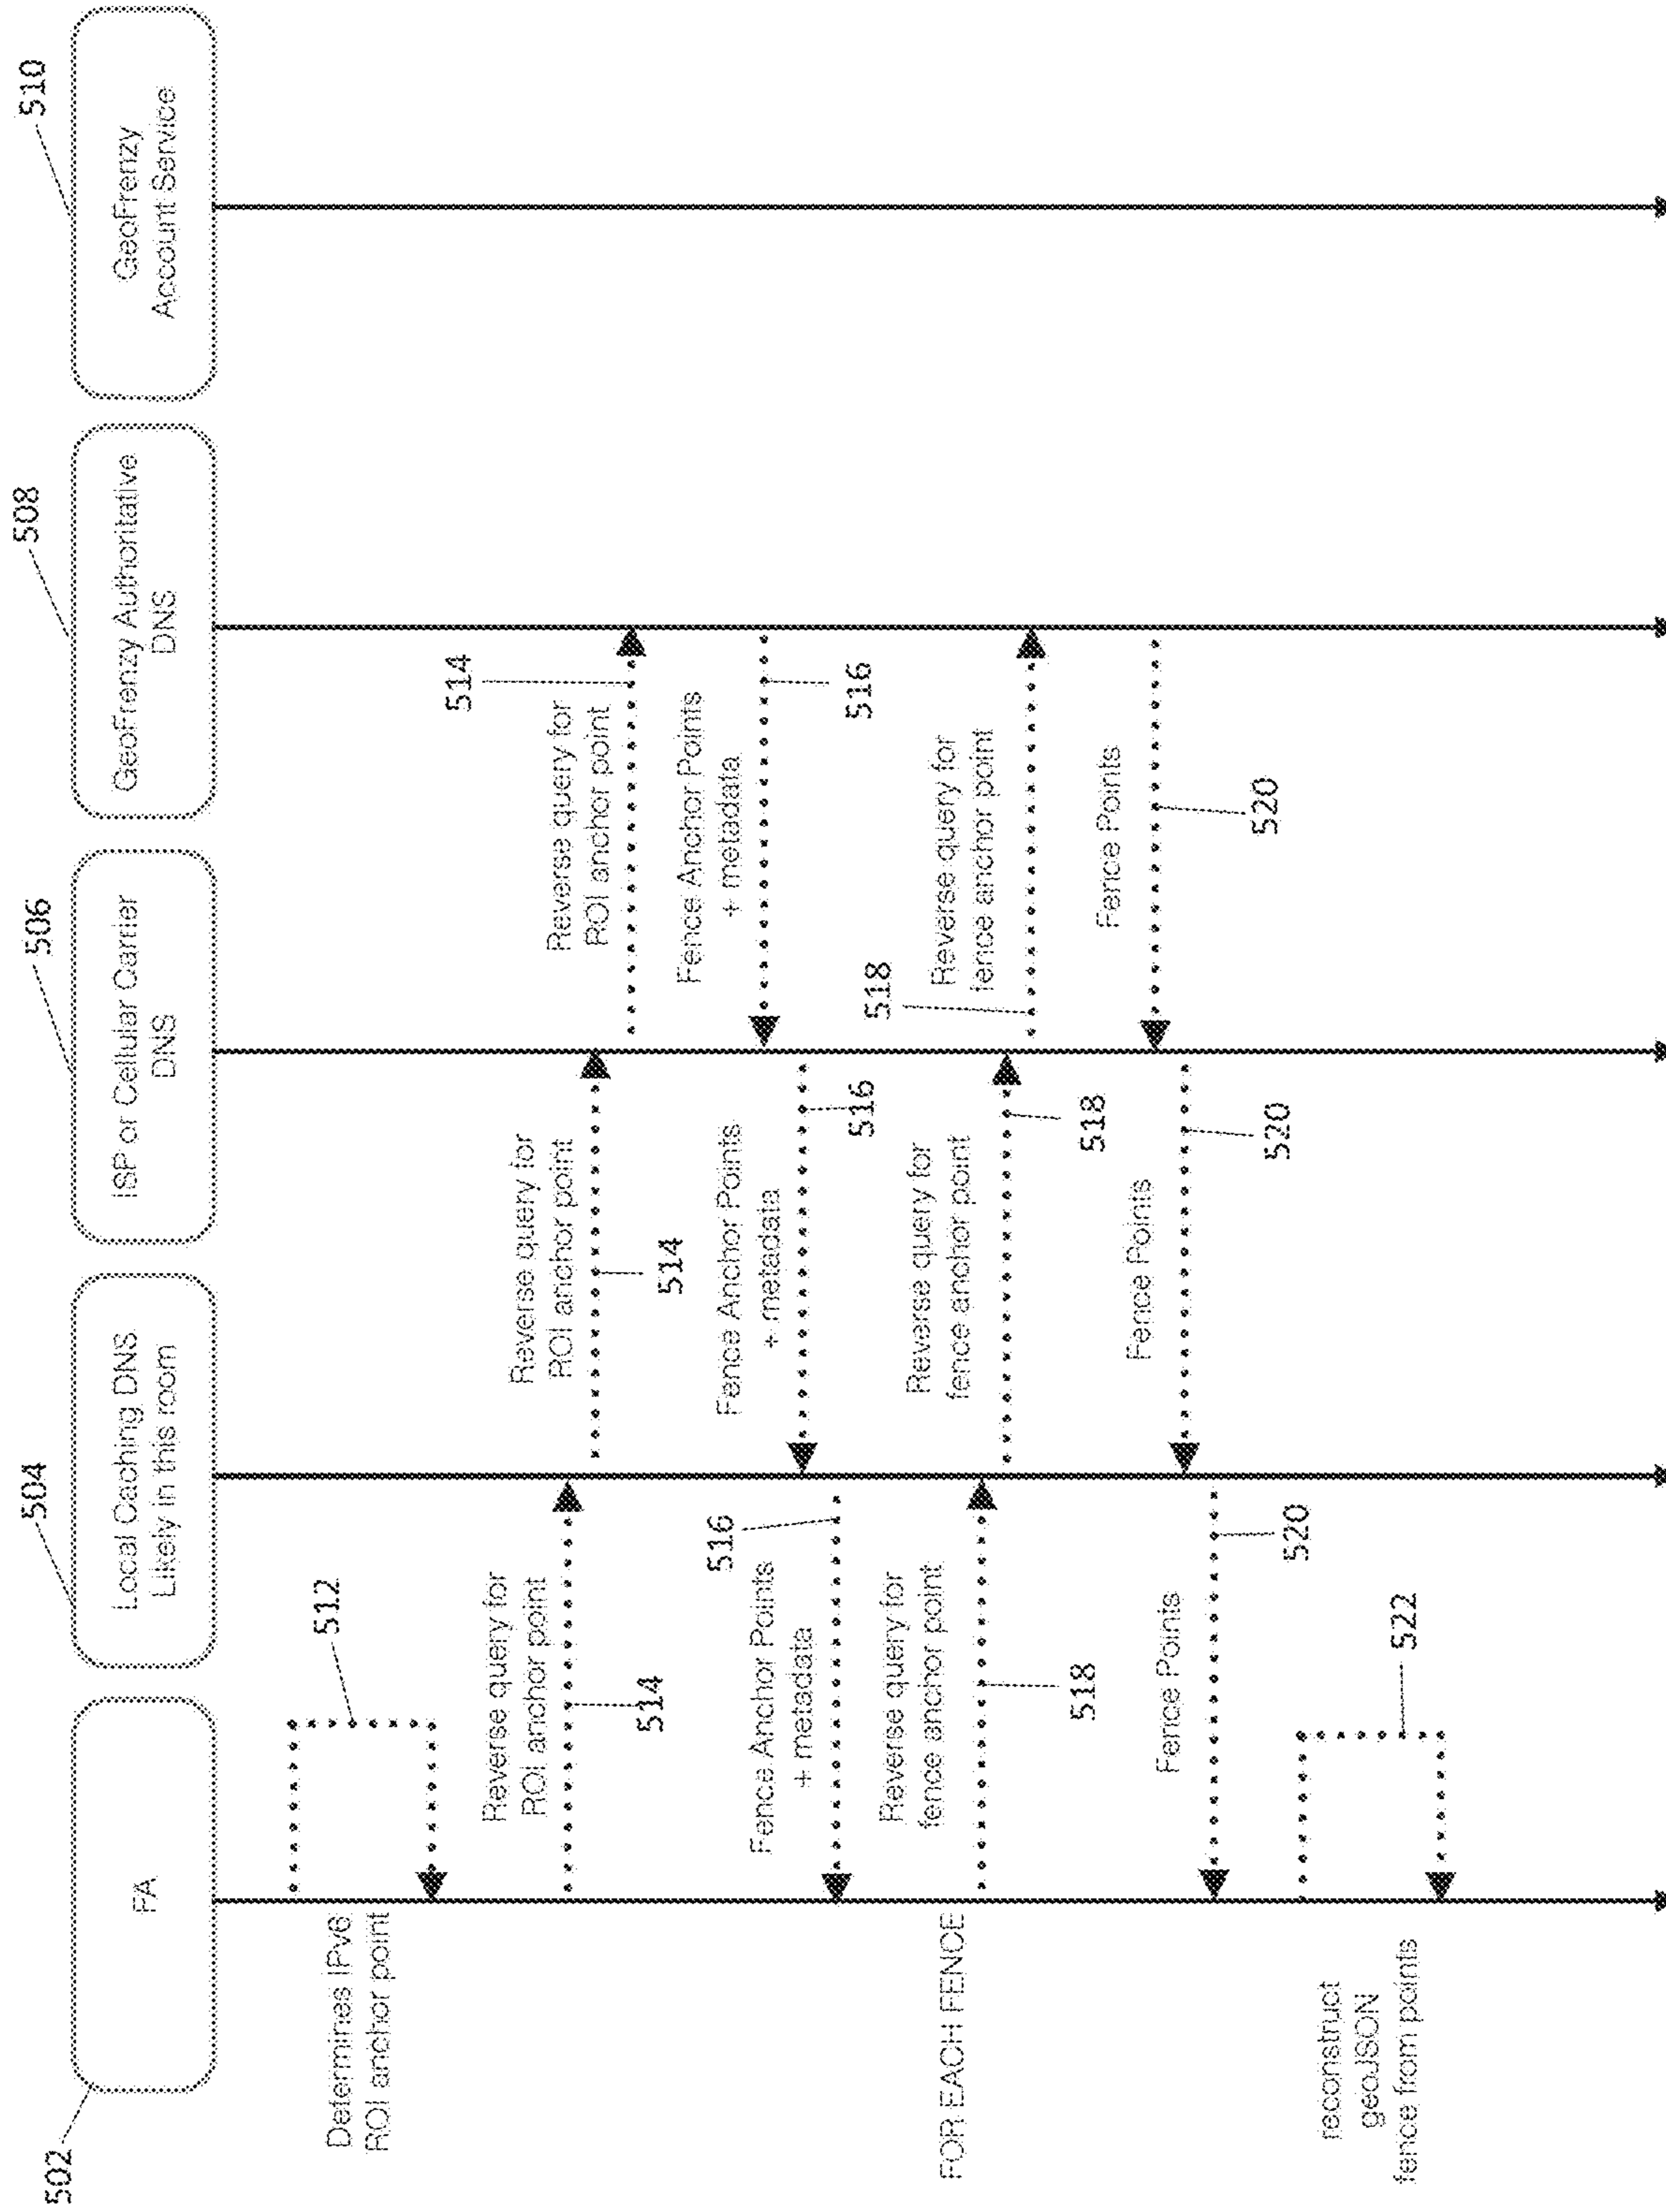 502
FA
504
Local Caching DNS.
Likely in this room
506
ISP or Cellular Carrier
DNS
508
GeoFrenzy Authoritative
DNS
510
GeoFrenzy
Account Service
Determines IPv6
ROI anchor point
512
Reverse query for
ROI anchor point
514
Reverse query for
ROI anchor point
514
Reverse query for
ROI anchor point
514
Fence Anchor Points
+ metadata
516
Fence Anchor Points
+ metadata
516
Fence Anchor Points
+ metadata
516
FOR EACH FENCE
Reverse query for
fence anchor point
518
Reverse query for
fence anchor point
518
Reverse query for
fence anchor point
518
Fence Points
520
Fence Points
520
Fence Points
520
reconstruct
geoJSON
fence from points
522